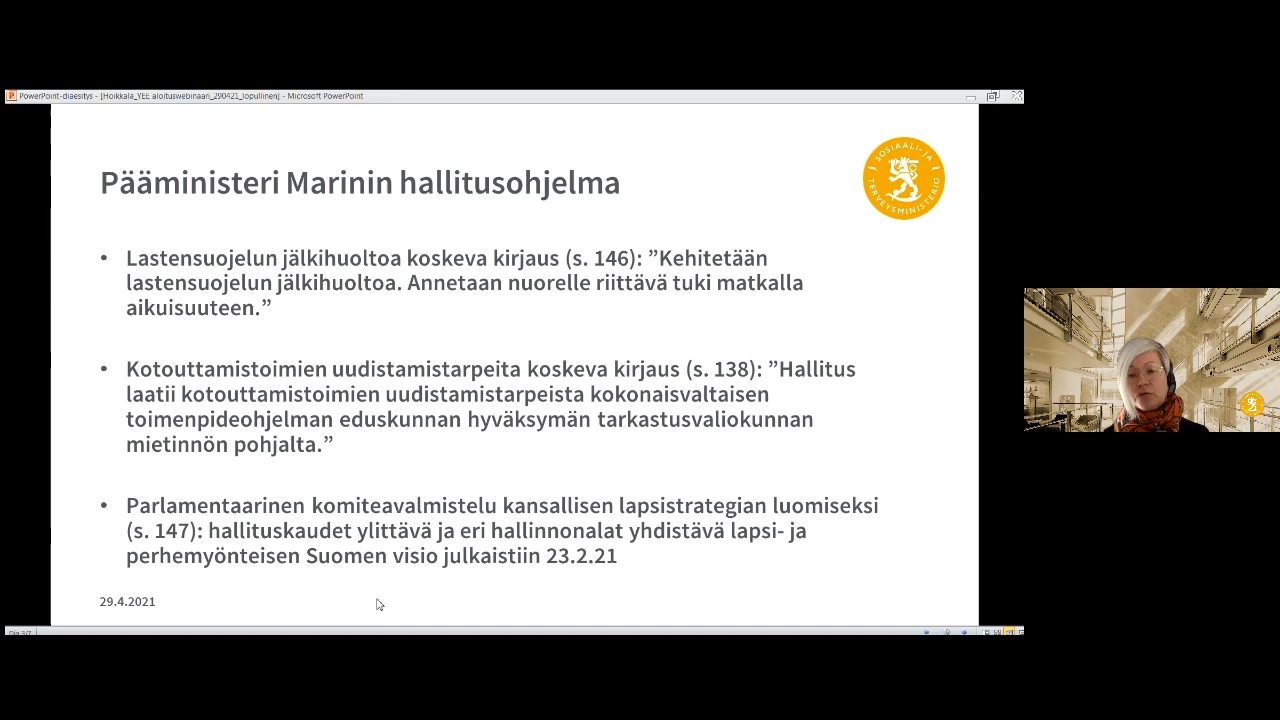 PowerPoint-diaesitys - [Hoikkala_YEE aloituswebinaari_290421_lopullinen] - Microsoft PowerPoint
SOSIAALI- JA
TERVEYSMINISTERIÖ
Pääministeri Marinin hallitusohjelma
• Lastensuojelun jälkihuoltoa koskeva kirjaus (s. 146): ”Kehitetään
lastensuojelun jälkihuoltoa. Annetaan nuorelle riittävä tuki matkalla
aikuisuuteen.”
• Kotouttamistoimien uudistamistarpeita koskeva kirjaus (s. 138): ”Hallitus
laatii kotouttamistoimien uudistamistarpeista kokonaisvaltaisen
toimenpideohjelman eduskunnan hyväksymän tarkastusvaliokunnan
mietinnön pohjalta.”
• Parlamentaarinen komiteavalmistelu kansallisen lapsistrategian luomiseksi
(s. 147): hallituskaudet ylittävä ja eri hallinnonalat yhdistävä lapsi- ja
perhemyönteisen Suomen visio julkaistiin 23.2.21
29.4.2021